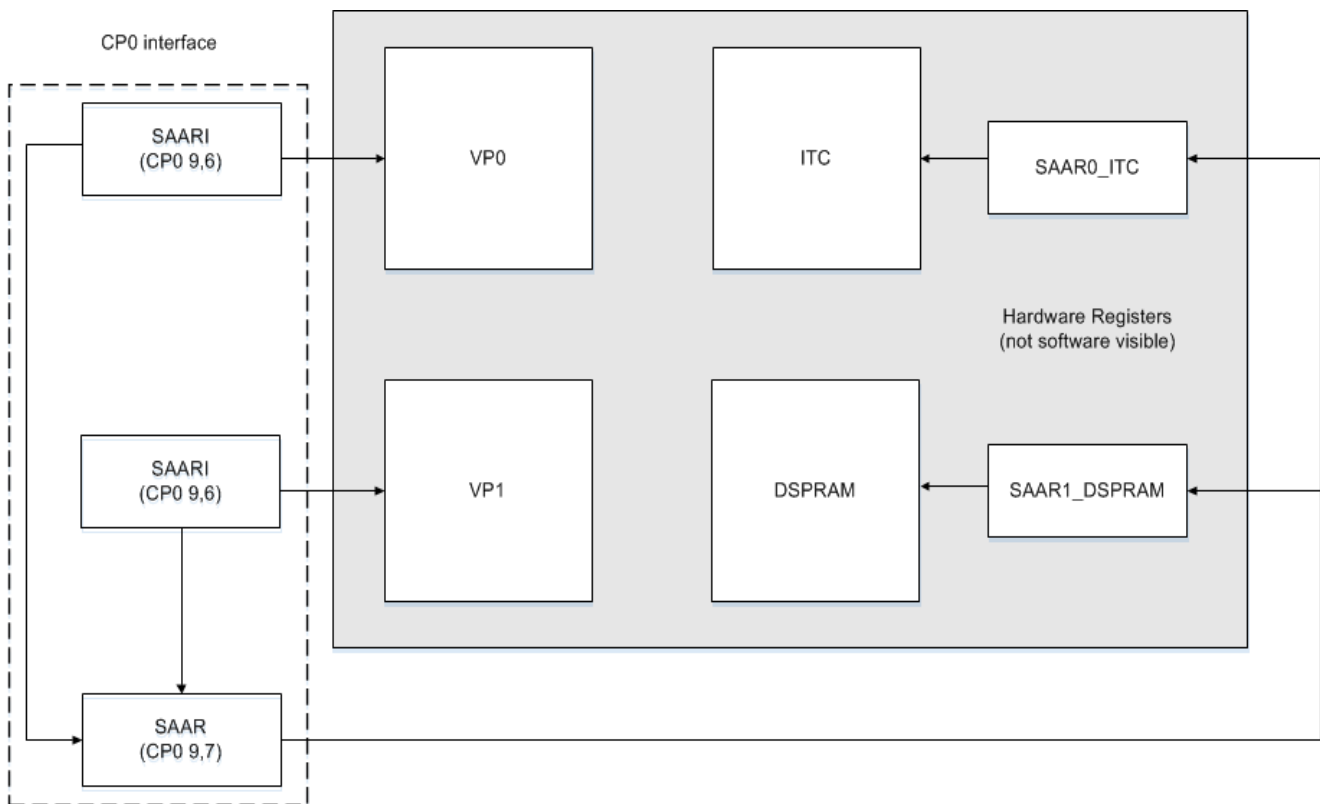 CP0 interface
SAARI
(CP0 9,6)
VP0
ITC
SAAR0_ITC
Hardware Registers
(not software visible)
SAARI
(CP0 9,6)
VP1
DSPRAM
SAAR1_DSPRAM
SAAR
(CP0 9,7)